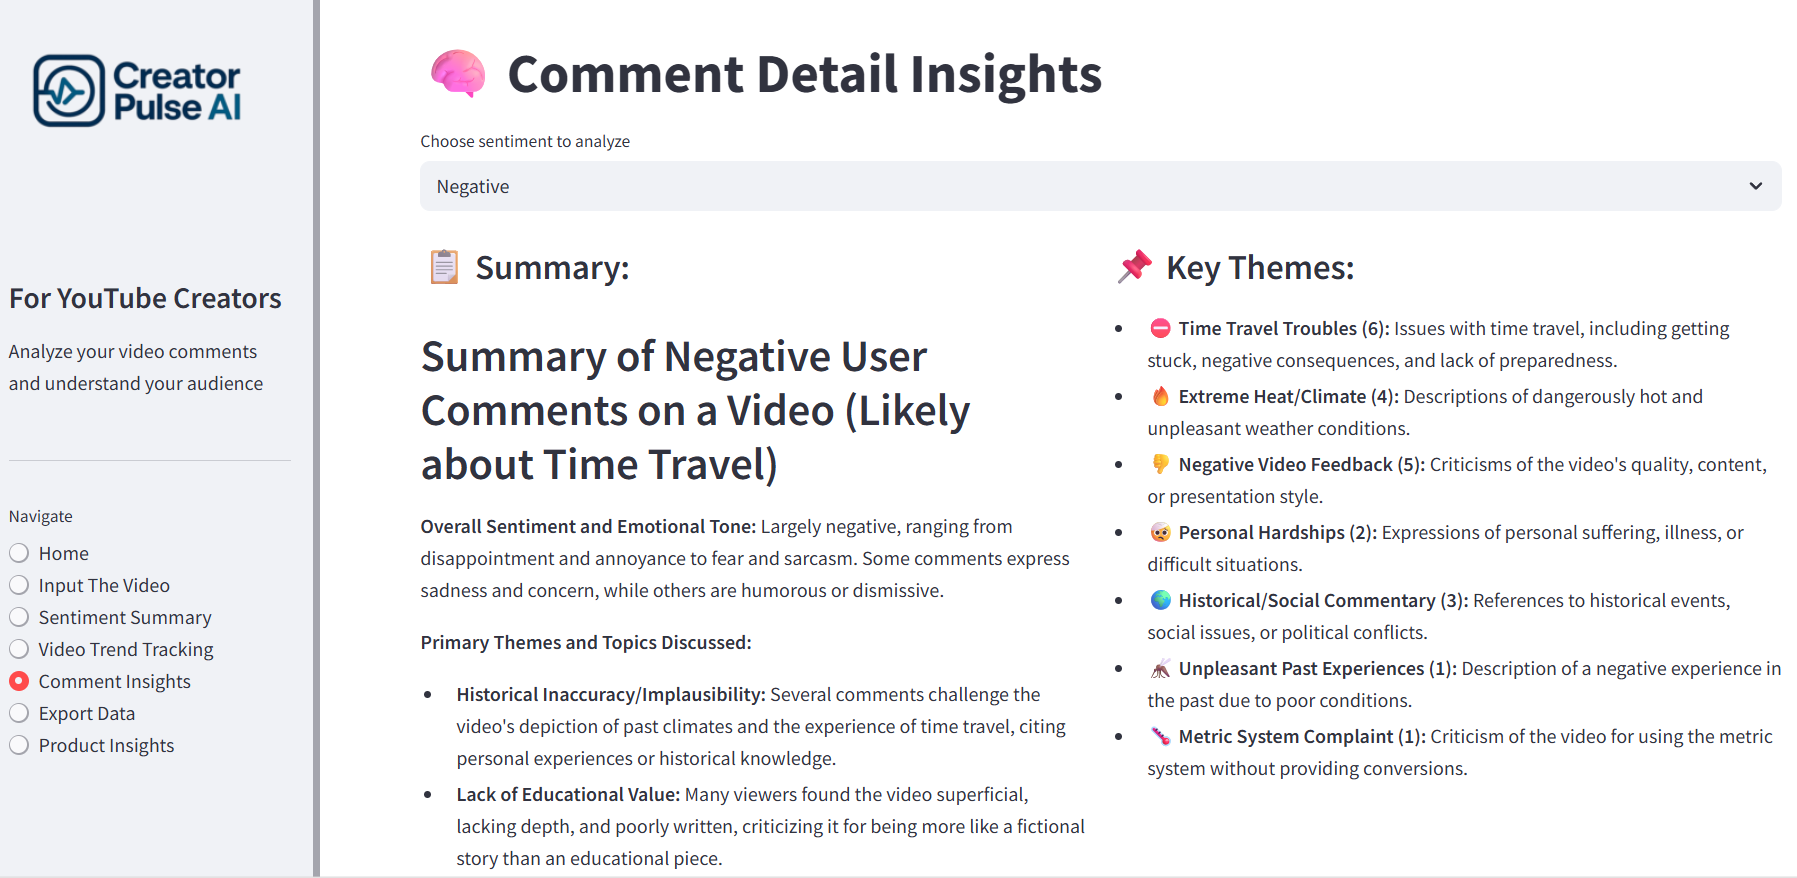 Creator
Pulse AI
For YouTube Creators
Analyze your video comments
and understand your audience
Navigate
Home
Input The Video
Sentiment Summary
Video Trend Tracking
Comment Insights
Export Data
Product Insights
Comment Detail Insights
Choose sentiment to analyze
Negative
Summary:
Summary of Negative User
Comments on a Video (Likely
about Time Travel)
Overall Sentiment and Emotional Tone: Largely negative, ranging from
disappointment and annoyance to fear and sarcasm. Some comments express
sadness and concern, while others are humorous or dismissive.
Primary Themes and Topics Discussed:
Historical Inaccuracy/Implausibility: Several comments challenge the
video's depiction of past climates and the experience of time travel, citing
personal experiences or historical knowledge.
Lack of Educational Value: Many viewers found the video superficial,
lacking depth, and poorly written, criticizing it for being more like a fictional
story than an educational piece.
Key Themes:
Time Travel Troubles (6): Issues with time travel, including getting
stuck, negative consequences, and lack of preparedness.
Extreme Heat/Climate (4): Descriptions of dangerously hot and
unpleasant weather conditions.
Negative Video Feedback (5): Criticisms of the video's quality, content,
or presentation style.
Personal Hardships (2): Expressions of personal suffering, illness, or
difficult situations.
Historical/Social Commentary (3): References to historical events,
social issues, or political conflicts.
Unpleasant Past Experiences (1): Description of a negative experience in
the past due to poor conditions.
Metric System Complaint (1): Criticism of the video for using the metric
system without providing conversions.